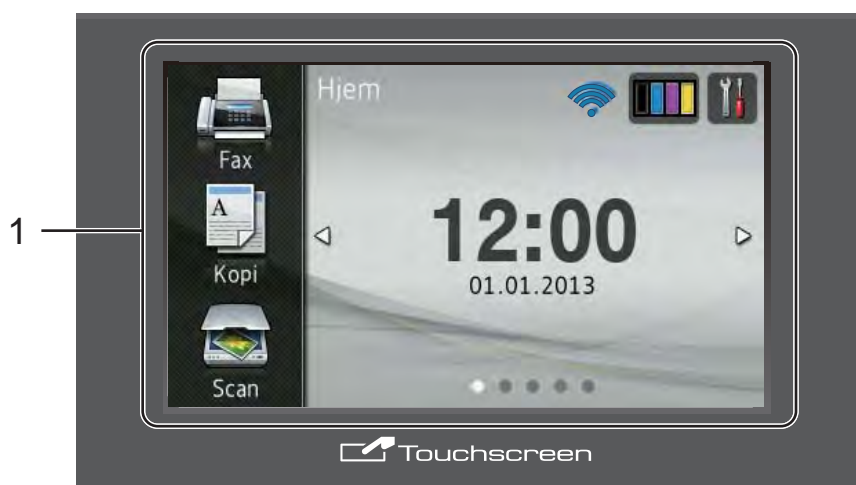 1
Fax
A
Kopi
Scan
Hjem
12:00
01.01.2013
Touchscreen